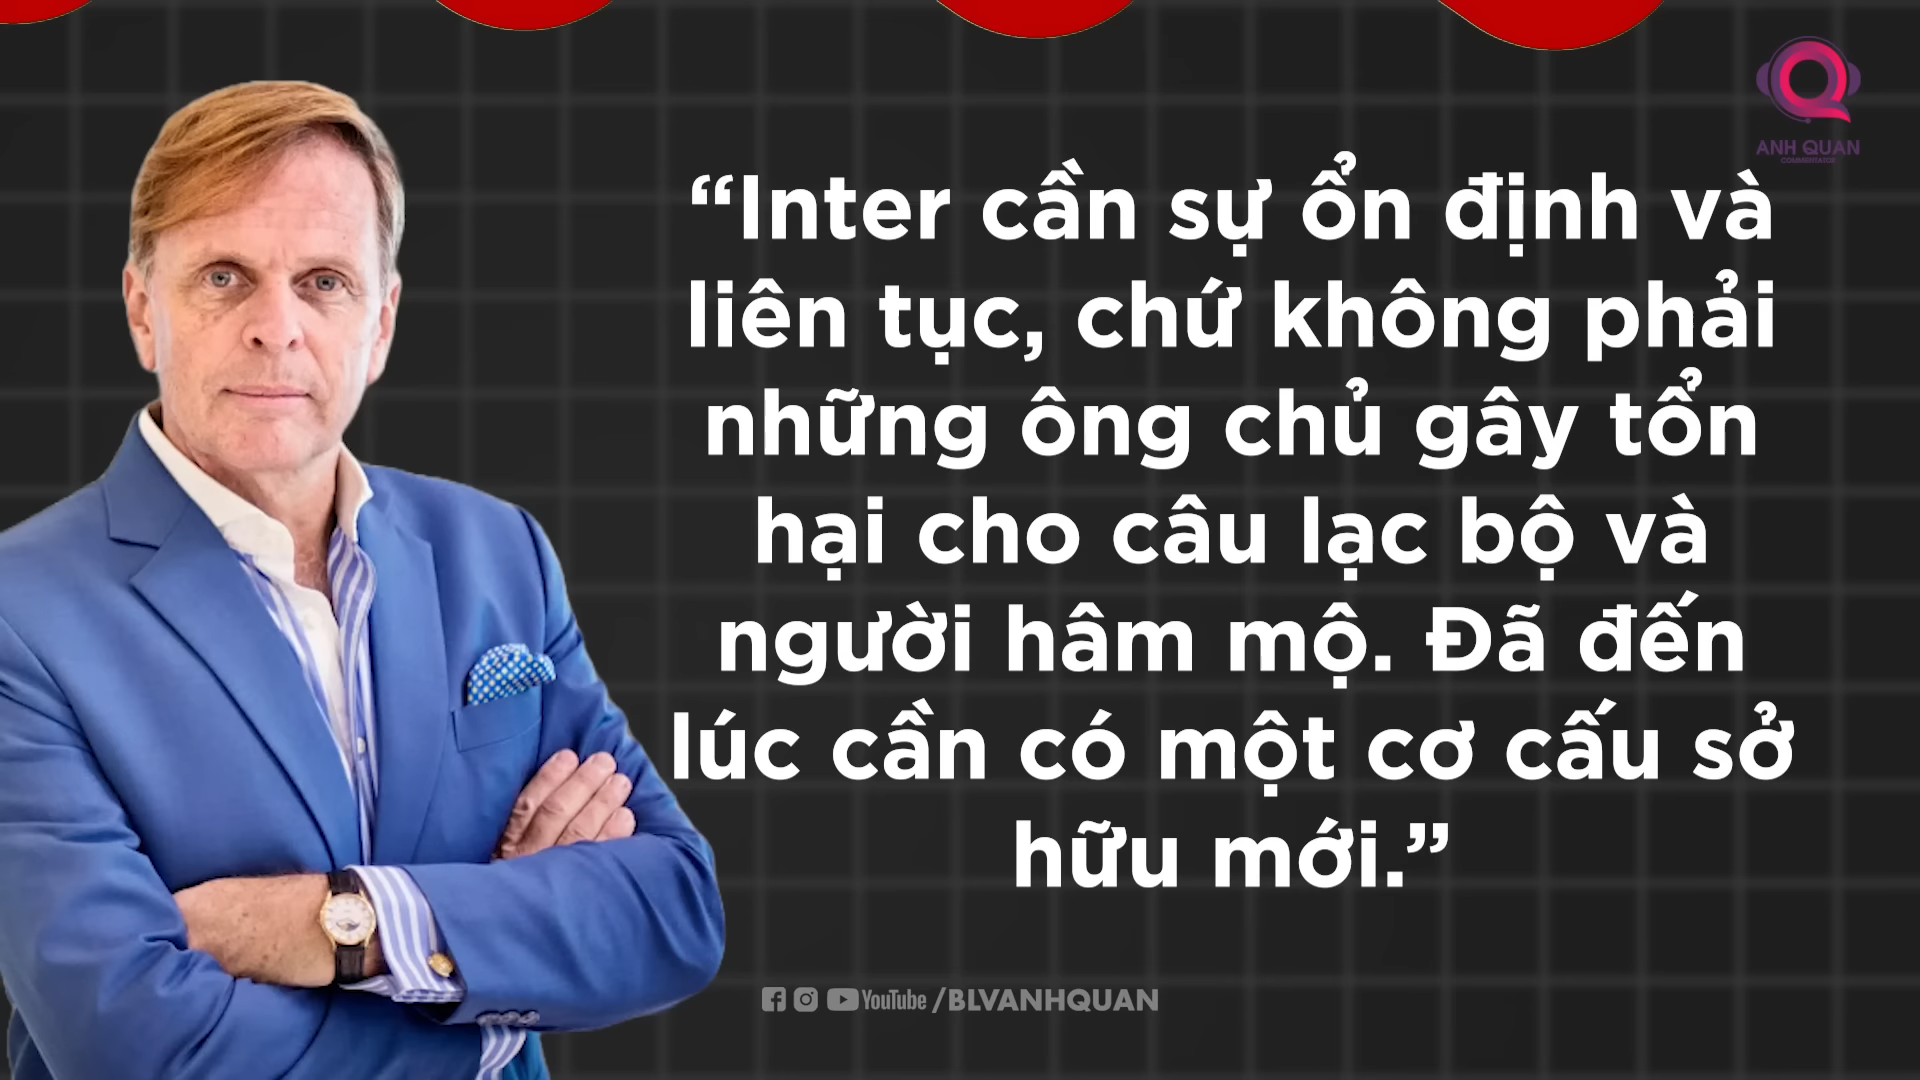 ANH QUAN
COMMENTATOR
“Inter cần sự ổn định và
liên tục, chứ không phải
những ông chủ gây tổn
hại cho câu lạc bộ và
người hâm mộ. Đã đến
lúc cần có một cơ cấu sở
hữu mới.”
YouTube /BLVANHQUAN